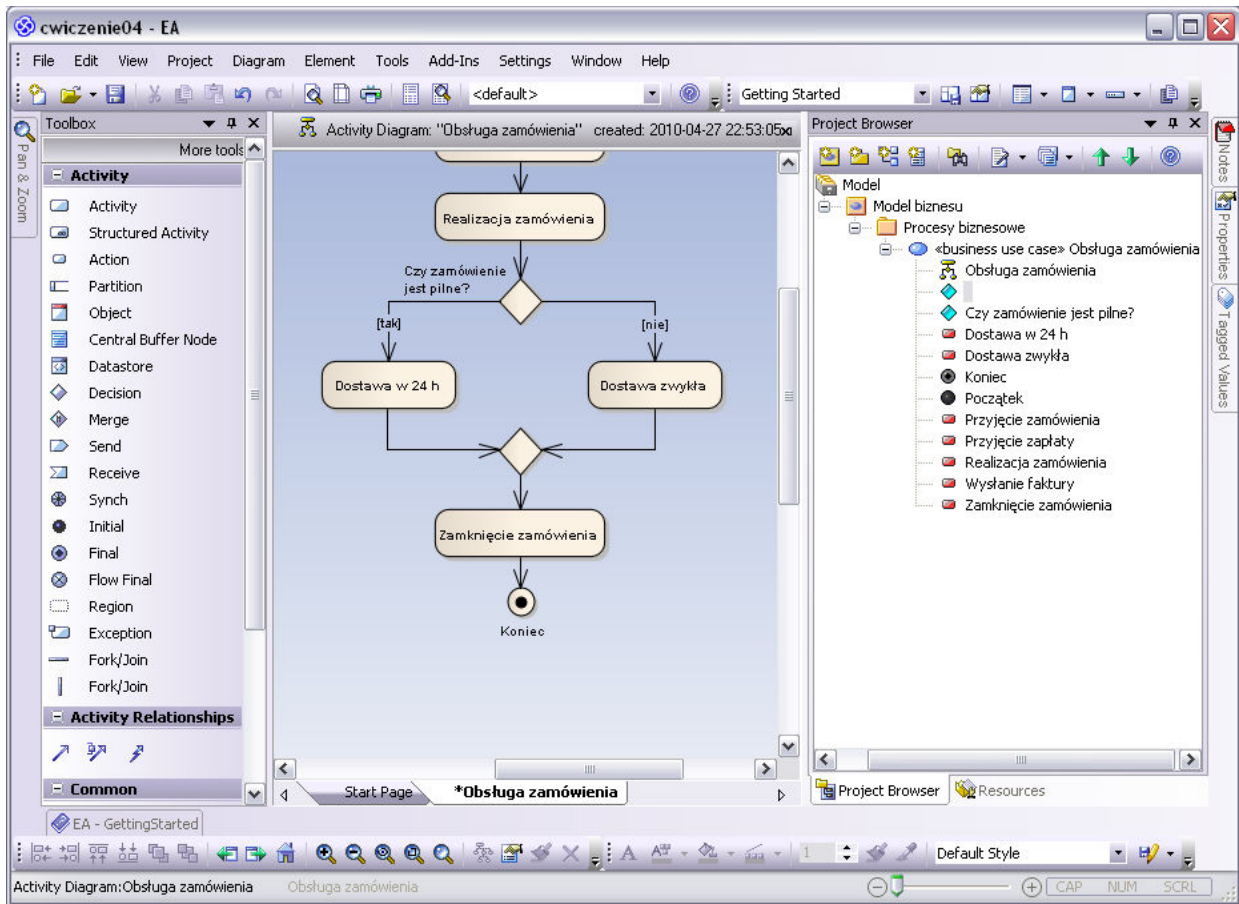 cwiczenie04 - EA
File Edit View Project Diagram Element Tools Add-Ins Settings Window Help
<default>
Getting Started
Pan & Zoom
Toolbox
More tools
Activity
Activity
Structured Activity
Action
Partition
Object
Central Buffer Node
Datastore
Decision
Merge
Send
Receive
Synch
Initial
Final
Flow Final
Region
Exception
Fork/Join
Fork/Join
Activity Relationships
Common
Activity Diagram: "Obsługa zamówienia" created: 2010-04-27 22:53:05
Realizacja zamówienia
Czy zamówienie
jest pilne?
[tak]
[nie]
Dostawa w 24 h
Dostawa zwykła
Zamknięcie zamówienia
Koniec
Start Page
*Obsługa zamówienia
Project Browser
Model
Model biznesu
Procesy biznesowe
«business use case» Obsługa zamówienia
Obsługa zamówienia
Czy zamówienie jest pilne?
Dostawa w 24 h
Dostawa zwykła
Koniec
Początek
Przyjęcie zamówienia
Przyjęcie zapłaty
Realizacja zamówienia
Wysłanie faktury
Zamknięcie zamówienia
Project Browser
Resources
Notes
Properties
Tagged Values
EA - GettingStarted
1
Default Style
Activity Diagram:Obsługa zamówienia
Obsługa zamówienia
CAP NUM SCRL